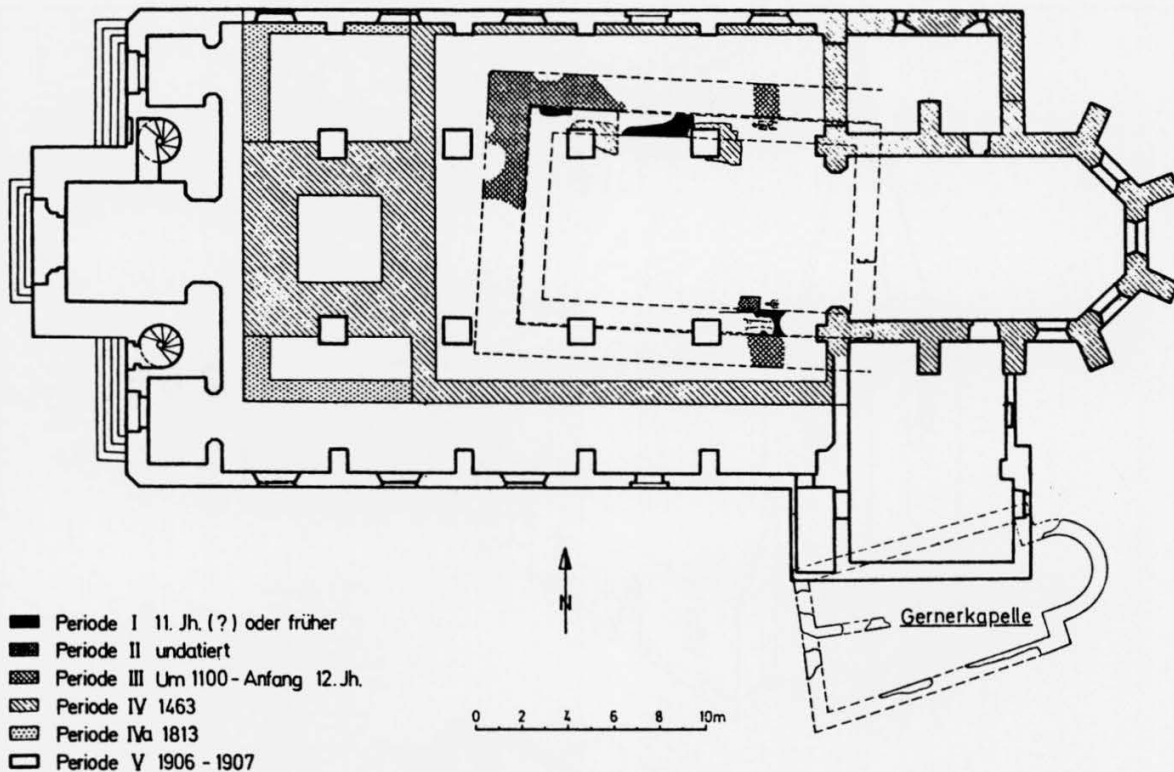 N
Gernerkapelle
Periode I 11. Jh. (?) oder früher
Periode II undatiert
Periode III Um 1100 - Anfang 12. Jh.
Periode IV 1463
Periode IVa 1813
Periode V 1906 - 1907
0 2 4 6 8 10m